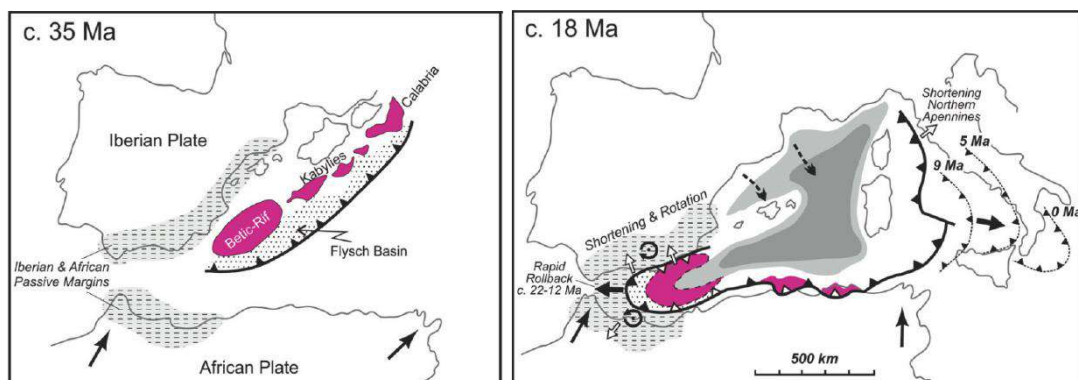 c. 35 Ma
Iberian Plate
Calabria
Kabylies
Betic-Rif
Flysch Basin
Iberian & African
Passive Margins
African Plate
c. 18 Ma
Shortening
Northern
Apennines
5 Ma
9 Ma
0 Ma
Shortening & Rotation
Rapid
Rollback
c. 22-12 Ma
500 km